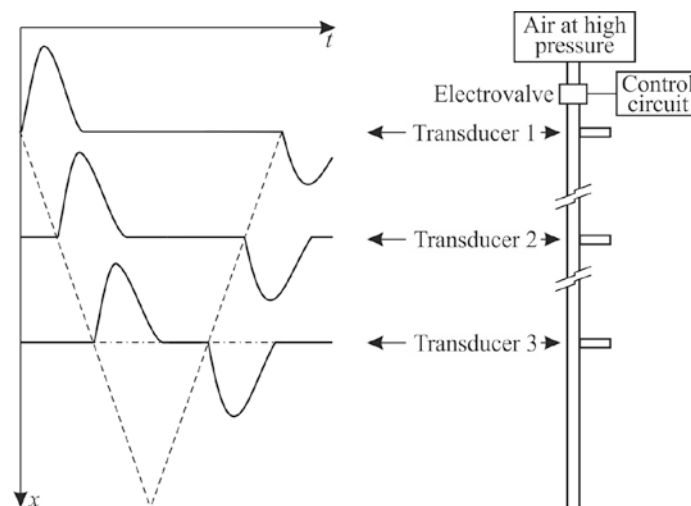 t
Air at high
pressure
Electrovalve
Control
circuit
Transducer 1
Transducer 2
Transducer 3
x